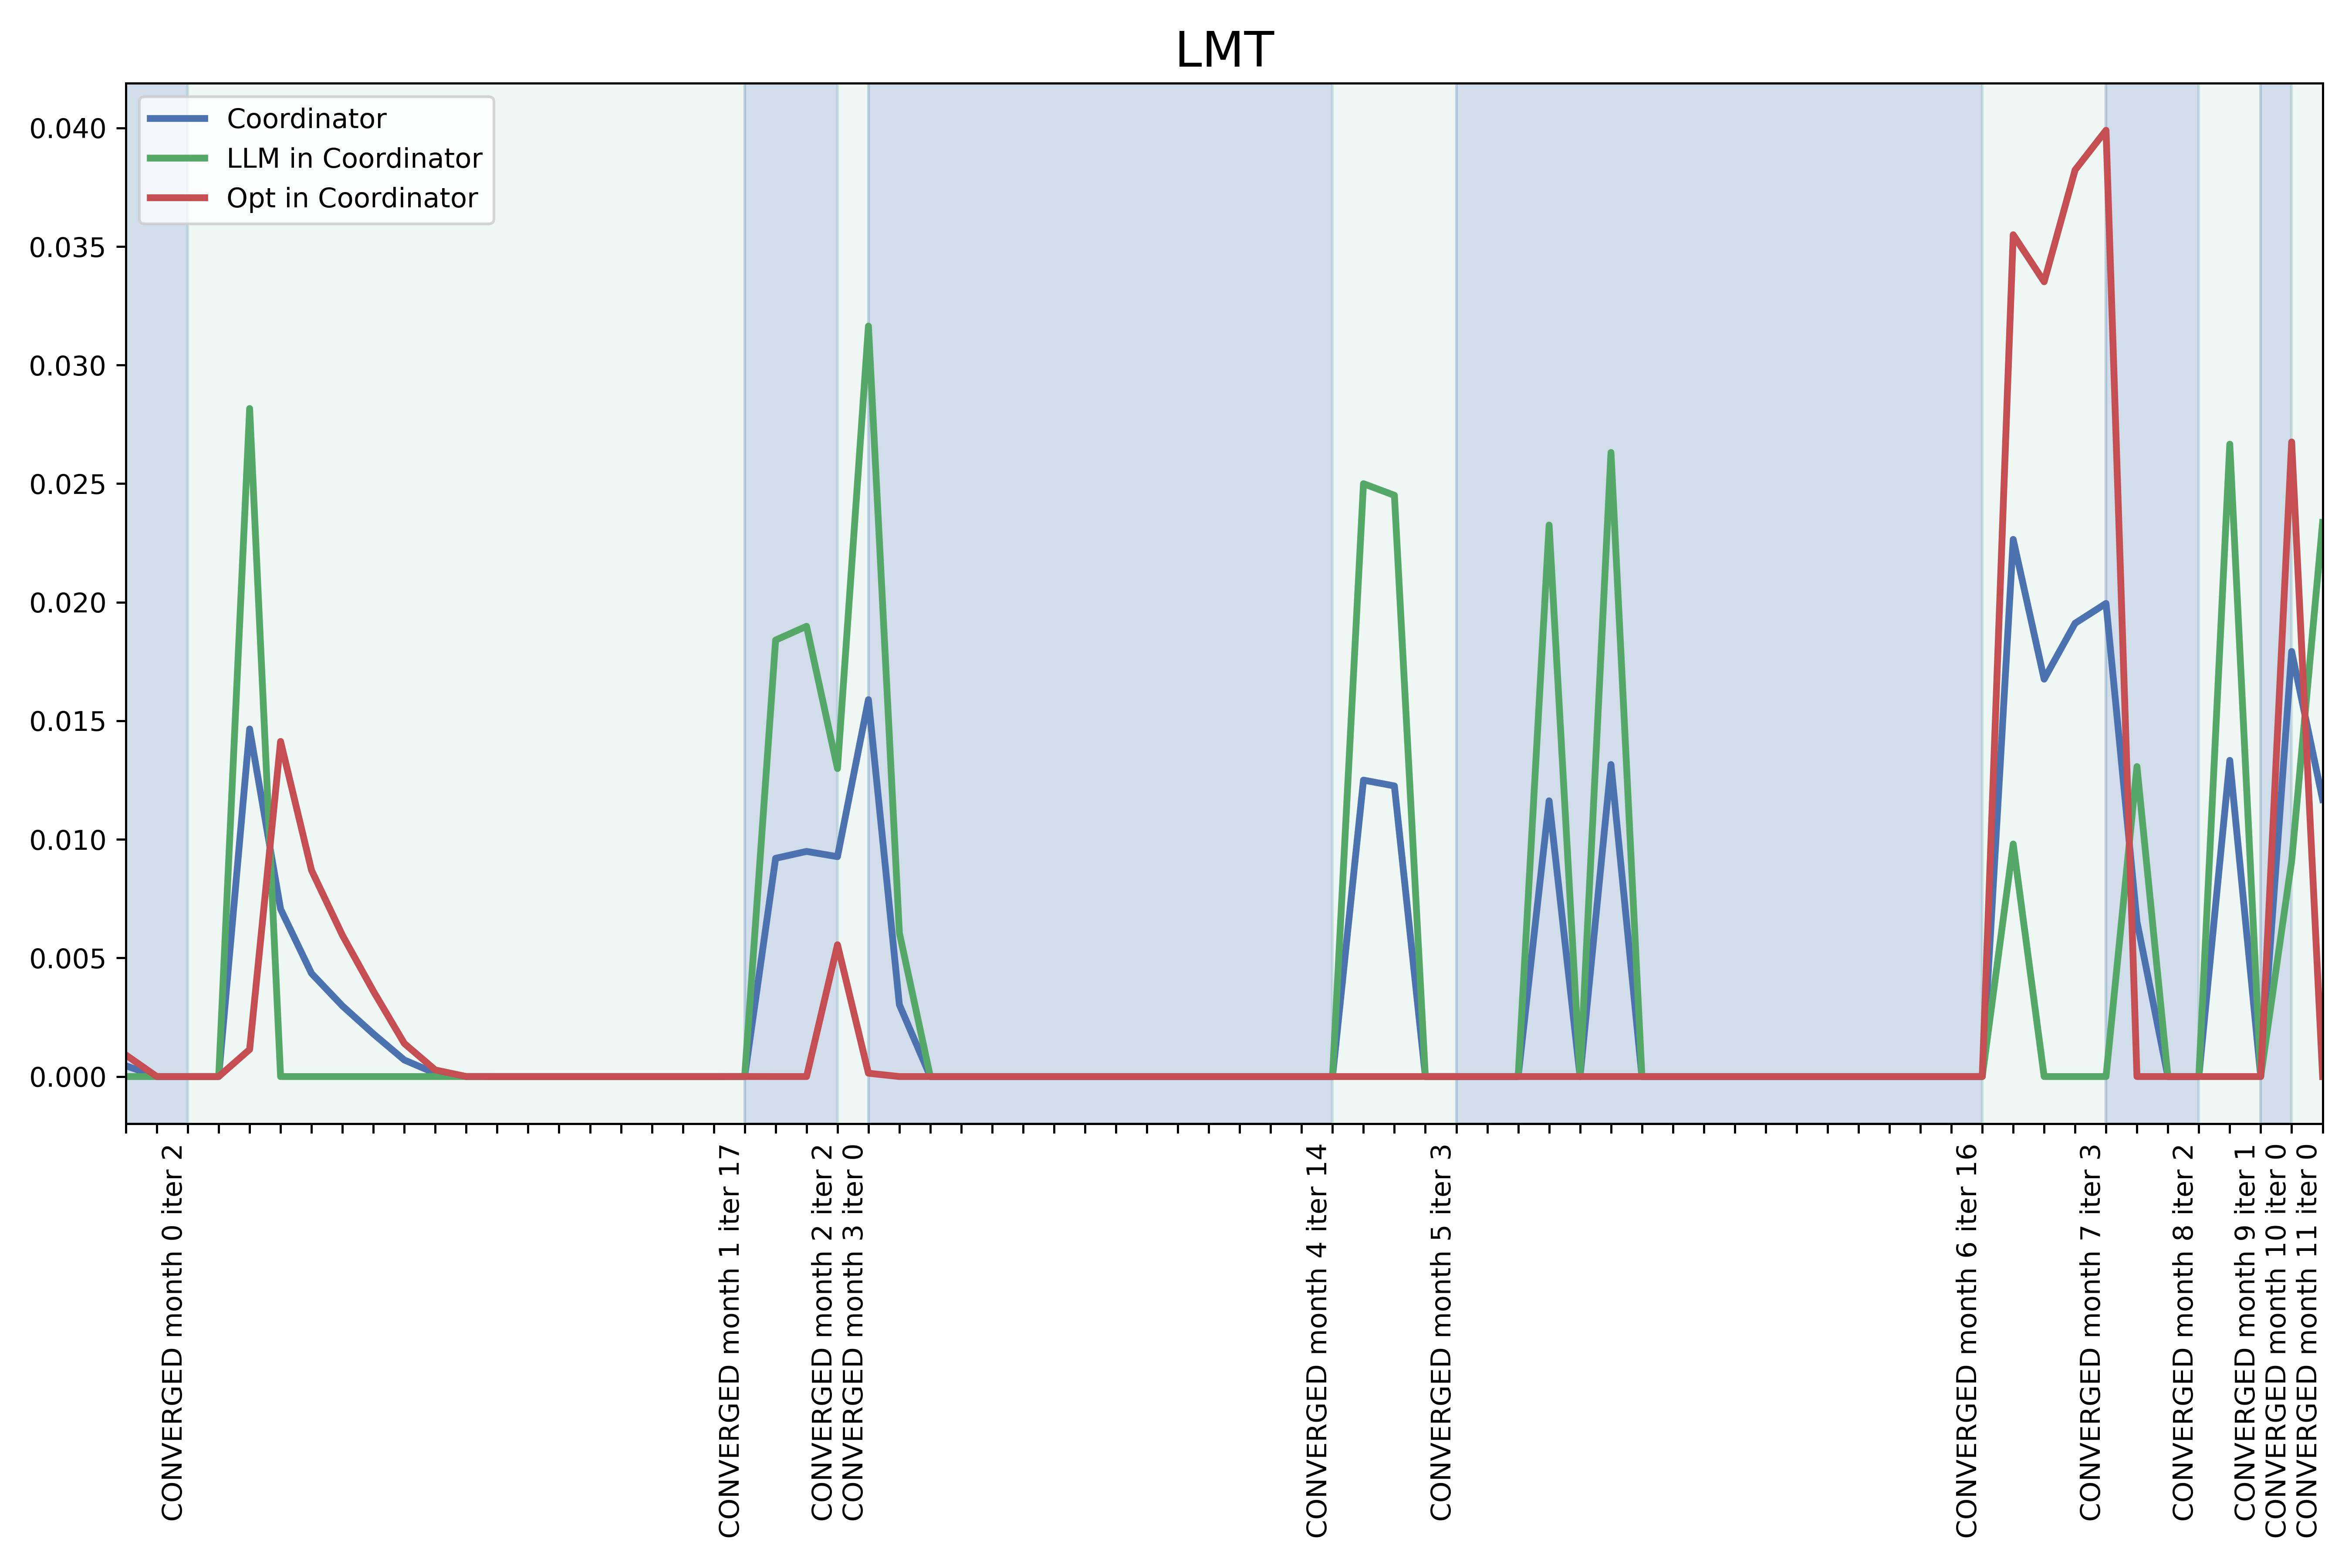 LMT
Coordinator
LLM in Coordinator
Opt in Coordinator
0.040
0.035
0.030
0.025
0.020
0.015
0.010
0.005
0.000
CONVERGED month 0 iter 2
CONVERGED month 1 iter 17
CONVERGED month 2 iter 2
CONVERGED month 3 iter 0
CONVERGED month 4 iter 14
CONVERGED month 5 iter 3
CONVERGED month 6 iter 16
CONVERGED month 7 iter 3
CONVERGED month 8 iter 2
CONVERGED month 9 iter 1
CONVERGED month 10 iter 0
CONVERGED month 11 iter 0